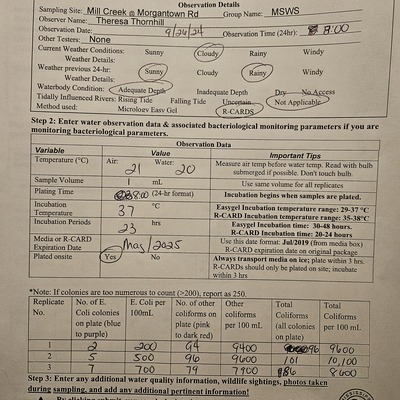 Observation Details
Sampling Site: Mill Creek @ Morgantown Rd Group Name: MSWS
Observer Name: Theresa Thornhill
Observation Date: 9/26/24 Observation Time (24hr): 8:00
Other Testers: None
Current Weather Conditions: Sunny Cloudy Rainy Windy
Weather Details:
Weather previous 24-hr: Sunny Cloudy Rainy Windy
Weather Details:
Waterbody Condition: Adequate Depth Inadequate Depth Dry No Access
Tidally Influenced Rivers: Rising Tide Falling Tide Uncertain Not Applicable
Method used: Microlore Easy Gel R-CARDS
Step 2: Enter water observation data & associated bacteriological monitoring parameters if you are
monitoring bacteriological parameters.
Observation Data
Variable Value Important Tips
Temperature (°C) Air: 21 Water: 20 Measure air temp before water temp. Read with bulb
submerged if possible. Don't touch bulb.
Sample Volume 1 mL Use same volume for all replicates
Plating Time 8:00 (24-hr format) Incubation begins when samples are plated.
Incubation Temperature 37 °C Easygel Incubation temperature range: 29-37 °C
R-CARD Incubation temperature range: 35-38°C
Incubation Periods 23 hrs Easygel Incubation time: 30-48 hours.
R-CARD Incubation time: 20-24 hours
Media or R-CARD Expiration Date May/2025 Use this date format: Jul/2019 (from media box)
R-CARD expiration date on original package
Plated onsite Yes No Always transport media on ice; plate within 3 hrs.
R-CARDs should only be plated on site; incubate
within 3 hrs
*Note: If colonies are too numerous to count (>200), report as 250.
Replicate No. No. of E. Coli colonies on plate (blue to purple) E. Coli per 100mL No. of other coliforms on plate (pink to dark red) Other coliforms per 100 mL Total Coliforms (all colonies on plate) Total Coliforms per 100 mL
1 2 200 94 9400 96 9600
2 5 500 96 9600 101 10,100
3 7 700 79 7900 86 8600
Step 3: Enter any additional water quality information, wildlife sightings, photos taken
during sampling, and add any additional pertinent information!